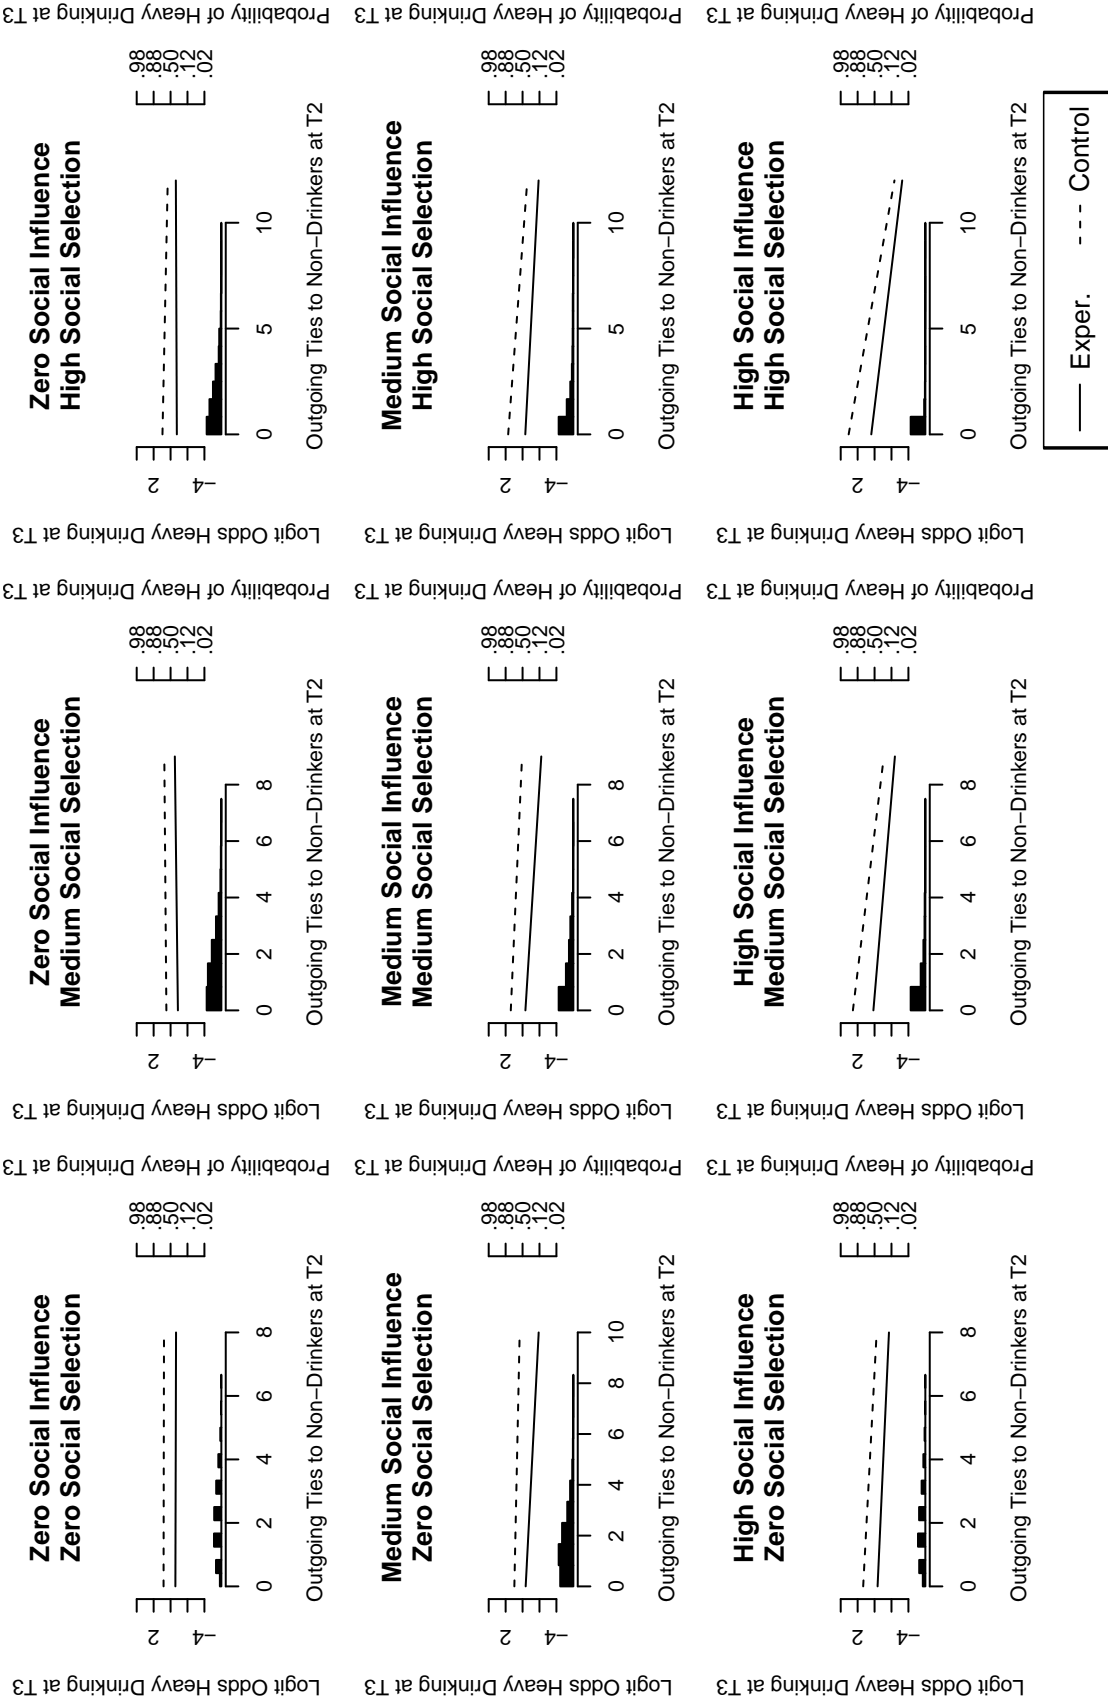 Zero Social Influence
Zero Social Selection
Logit Odds Heavy Drinking at T3
2
−4
.98
.88
.50
.12
.02
Probability of Heavy Drinking at T3
0 2 4 6 8
Outgoing Ties to Non−Drinkers at T2
Zero Social Influence
Medium Social Selection
Logit Odds Heavy Drinking at T3
2
−4
.98
.88
.50
.12
.02
Probability of Heavy Drinking at T3
0 2 4 6 8
Outgoing Ties to Non−Drinkers at T2
Zero Social Influence
High Social Selection
Logit Odds Heavy Drinking at T3
2
−4
.98
.88
.50
.12
.02
Probability of Heavy Drinking at T3
0 5 10
Outgoing Ties to Non−Drinkers at T2
Medium Social Influence
Zero Social Selection
Logit Odds Heavy Drinking at T3
2
−4
.98
.88
.50
.12
.02
Probability of Heavy Drinking at T3
0 2 4 6 8 10
Outgoing Ties to Non−Drinkers at T2
Medium Social Influence
Medium Social Selection
Logit Odds Heavy Drinking at T3
2
−4
.98
.88
.50
.12
.02
Probability of Heavy Drinking at T3
0 2 4 6 8
Outgoing Ties to Non−Drinkers at T2
Medium Social Influence
High Social Selection
Logit Odds Heavy Drinking at T3
2
−4
.98
.88
.50
.12
.02
Probability of Heavy Drinking at T3
0 5 10
Outgoing Ties to Non−Drinkers at T2
High Social Influence
Zero Social Selection
Logit Odds Heavy Drinking at T3
2
−4
.98
.88
.50
.12
.02
Probability of Heavy Drinking at T3
0 2 4 6 8
Outgoing Ties to Non−Drinkers at T2
High Social Influence
Medium Social Selection
Logit Odds Heavy Drinking at T3
2
−4
.98
.88
.50
.12
.02
Probability of Heavy Drinking at T3
0 2 4 6 8
Outgoing Ties to Non−Drinkers at T2
High Social Influence
High Social Selection
Logit Odds Heavy Drinking at T3
2
−4
.98
.88
.50
.12
.02
Probability of Heavy Drinking at T3
0 5 10
Outgoing Ties to Non−Drinkers at T2
Exper. Control